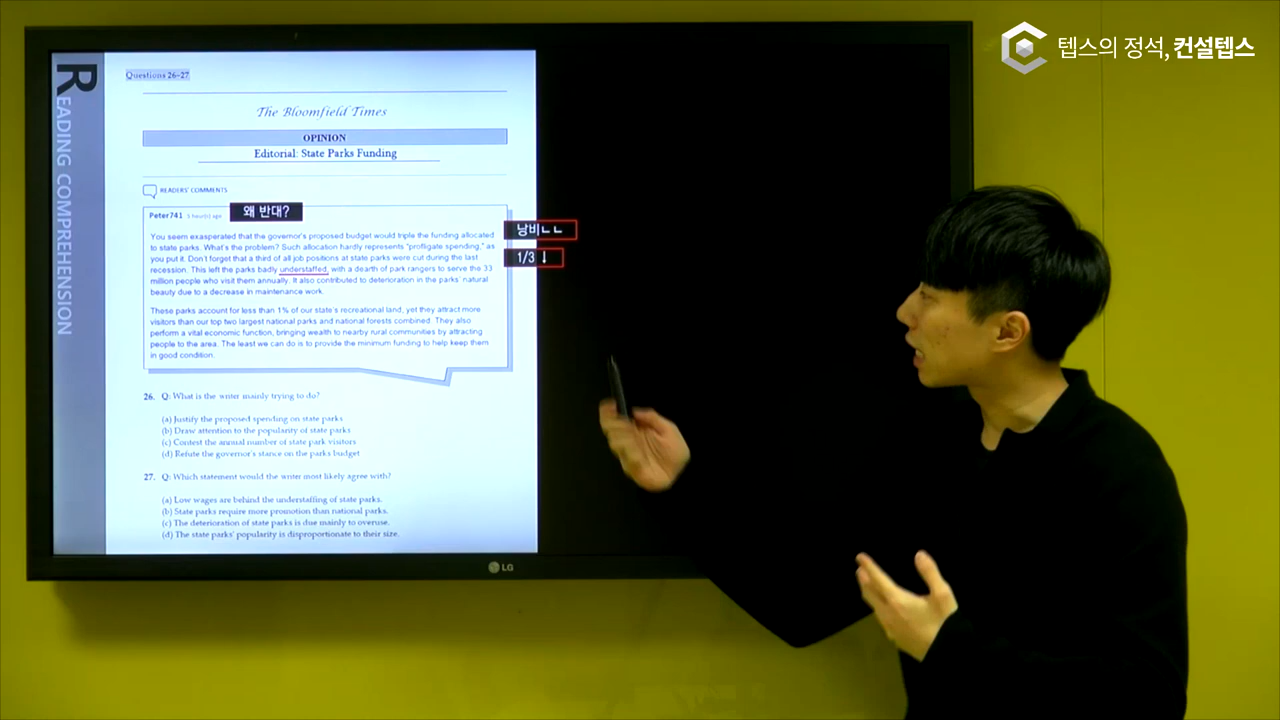 텝스의 정석, 컨설텝스
READING COMPREHENSION
Questions 26-27
The Bloomfield Times
OPINION
Editorial: State Parks Funding
READERS' COMMENTS
Peter741 5 hour(s) ago
왜 반대?
You seem exasperated that the governor's proposed budget would triple the funding allocated
to state parks. What's the problem? Such allocation hardly represents "profligate spending," as
you put it. Don't forget that a third of all job positions at state parks were cut during the last
recession. This left the parks badly understaffed, with a dearth of park rangers to serve the 33
million people who visit them annually. It also contributed to deterioration in the parks' natural
beauty due to a decrease in maintenance work.
낭비ㄴㄴ
1/3 ↓
These parks account for less than 1% of our state's recreational land, yet they attract more
visitors than our top two largest national parks and national forests combined. They also
perform a vital economic function, bringing wealth to nearby rural communities by attracting
people to the area. The least we can do is to provide the minimum funding to help keep them
in good condition.
26. Q: What is the writer mainly trying to do?
(a) Justify the proposed spending on state parks
(b) Draw attention to the popularity of state parks
(c) Contest the annual number of state park visitors
(d) Refute the governor's stance on the parks budget
27. Q: Which statement would the writer most likely agree with?
(a) Low wages are behind the understaffing of state parks.
(b) State parks require more promotion than national parks.
(c) The deterioration of state parks is due mainly to overuse.
(d) The state parks' popularity is disproportionate to their size.
LG